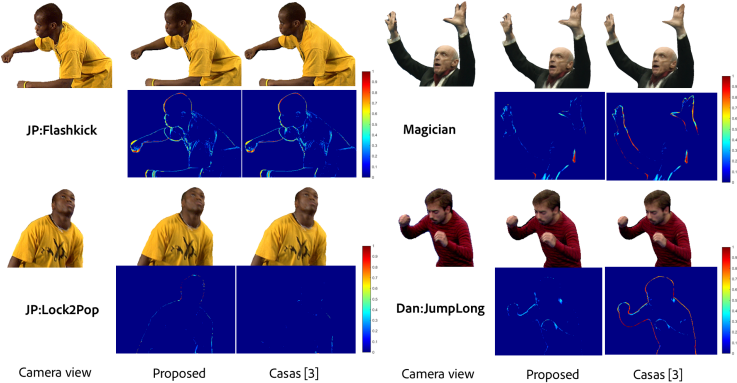 JP:Flashkick
Magician
JP:Lock2Pop
Dan:JumpLong
Camera view
Proposed
Casas [3]
Camera view
Proposed
Casas [3]